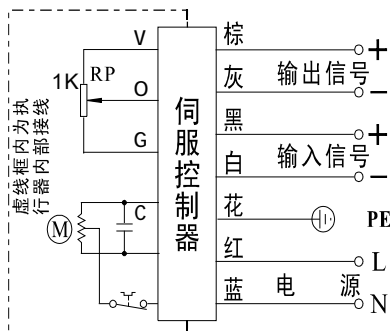 V
棕
+
1K
RP
O
灰
输出信号
−
G
黑
+
伺服控制器
白
输入信号
−
虚线框内为执
行器内部接线
花
PE
C
M
红
L
蓝
电 源
N